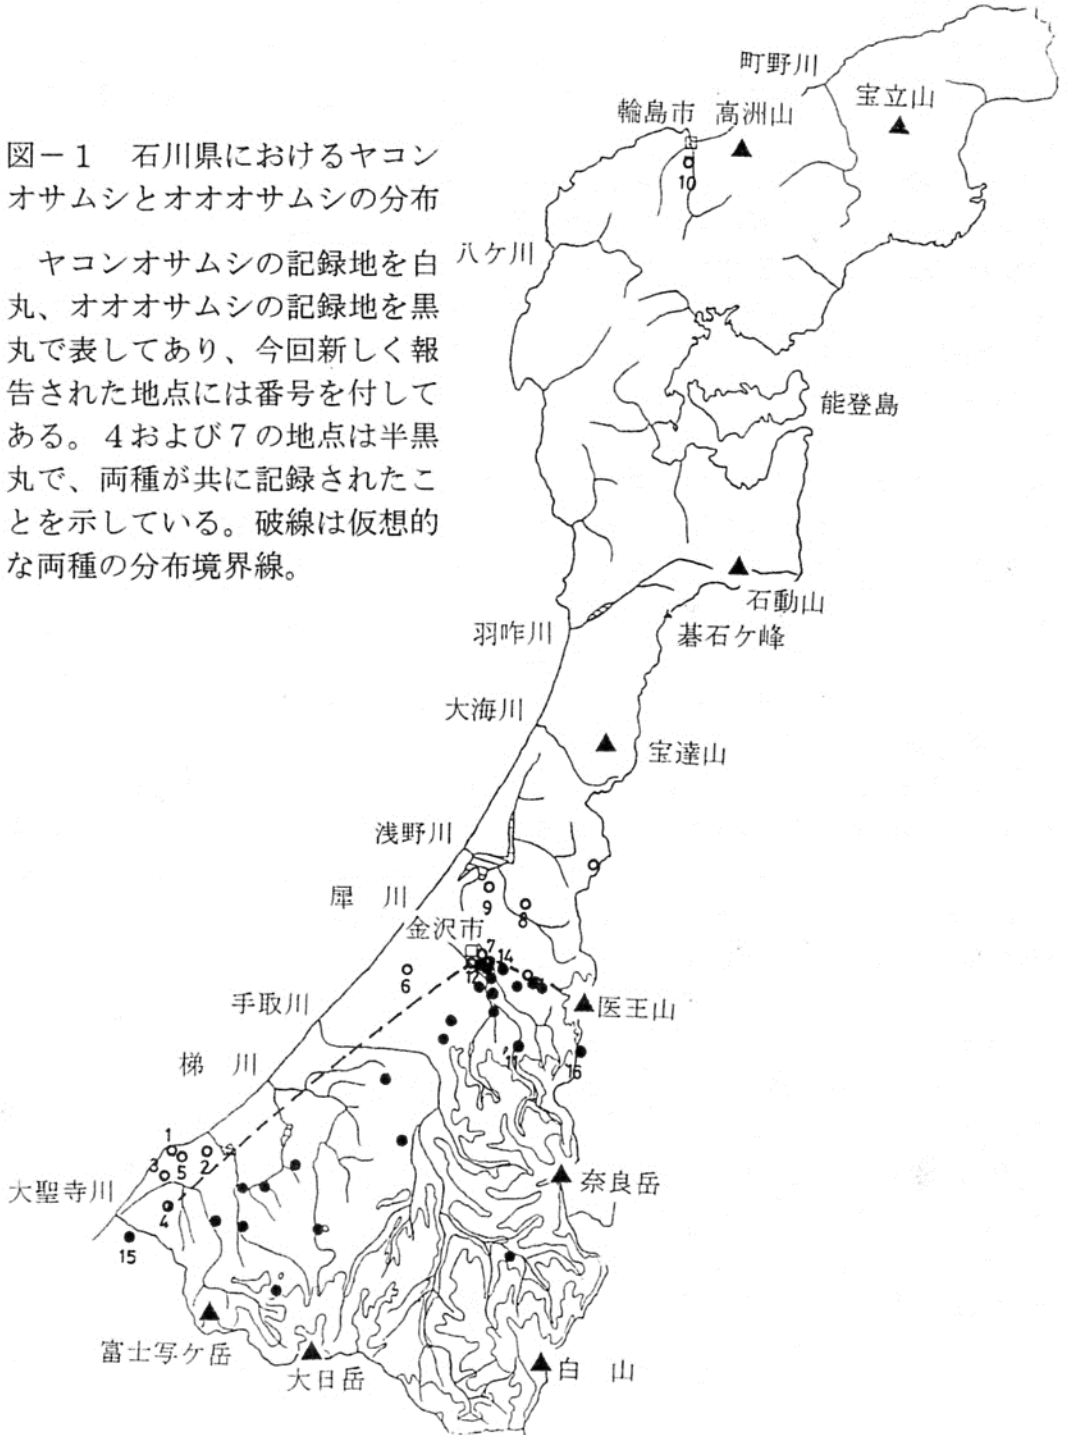 図－1　石川県におけるヤコン
オサムシとオオオサムシの分布
ヤコンオサムシの記録地を白
丸、オオオサムシの記録地を黒
丸で表してあり、今回新しく報
告された地点には番号を付して
ある。4および7の地点は半黒
丸で、両種が共に記録されたこ
とを示している。破線は仮想的
な両種の分布境界線。
町野川
宝立山
輪島市
高洲山
10
八ケ川
能登島
石動山
碁石ケ峰
羽咋川
大海川
宝達山
浅野川
犀　川
9
8
金沢市
7
14
12
6
医王山
手取川
11
16
梯　川
1
3
5
2
大聖寺川
4
15
奈良岳
富士写ケ岳
大日岳
白　山